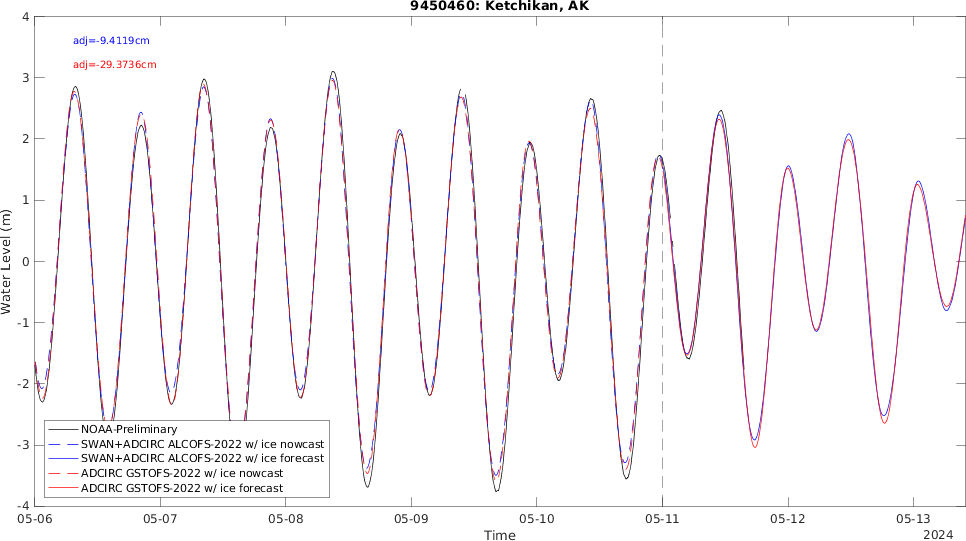 9450460: Ketchikan, AK
4
adj=-9.4119cm
adj=-29.3736cm
3
2
1
0
-1
-2
-3
-4
Water Level (m)
NOAA-Preliminary
SWAN+ADCIRC ALCOFS-2022 w/ ice nowcast
SWAN+ADCIRC ALCOFS-2022 w/ ice forecast
ADCIRC GSTOFS-2022 w/ ice nowcast
ADCIRC GSTOFS-2022 w/ ice forecast
05-06 05-07 05-08 05-09 05-10 05-11 05-12 05-13
Time
2024